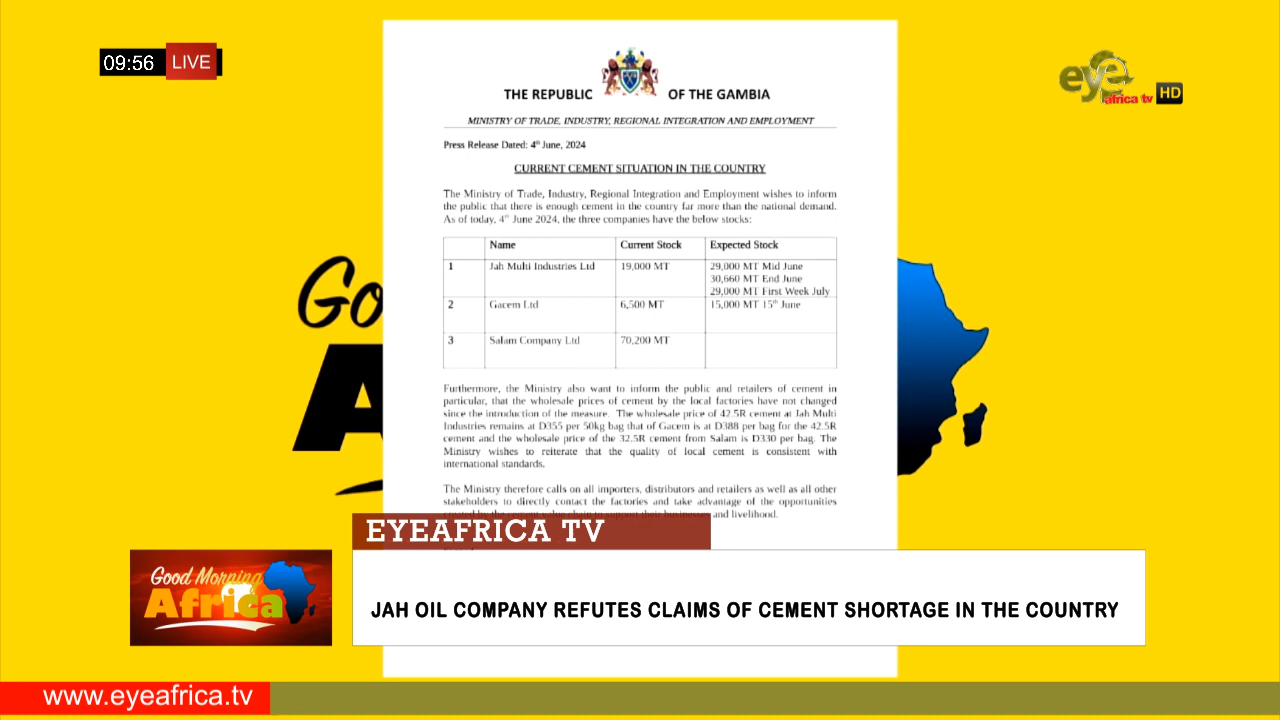 09:56 LIVE
eye africa tv HD
THE REPUBLIC OF THE GAMBIA
MINISTRY OF TRADE, INDUSTRY, REGIONAL INTEGRATION AND EMPLOYMENT
Press Release Dated: 4th June, 2024
CURRENT CEMENT SITUATION IN THE COUNTRY
The Ministry of Trade, Industry, Regional Integration and Employment wishes to inform
the public that there is enough cement in the country far more than the national demand.
As of today, 4th June 2024, the three companies have the below stocks:
Name Current Stock Expected Stock
1 Jah Multi Industries Ltd 19,000 MT 29,000 MT Mid June
30,660 MT End June
29,000 MT First Week July
2 Gacem Ltd 6,500 MT 15,000 MT 15th June
3 Salam Company Ltd 70,200 MT
Furthermore, the Ministry also want to inform the public and retailers of cement in
particular, that the wholesale prices of cement by the local factories have not changed
since the introduction of the measure. The wholesale price of 42.5R cement at Jah Multi
Industries remains at D355 per 50kg bag that of Gacem is at D388 per bag for the 42.5R
cement and the wholesale price of the 32.5R cement from Salam is D330 per bag. The
Ministry wishes to reiterate that the quality of local cement is consistent with
international standards.
The Ministry therefore calls on all importers, distributors and retailers as well as all other
stakeholders to directly contact the factories and take advantage of the opportunities
created by the cement value chain to support their businesses and livelihood.
Go
A
EYEAFRICA TV
Good Morning
Africa
JAH OIL COMPANY REFUTES CLAIMS OF CEMENT SHORTAGE IN THE COUNTRY
www.eyeafrica.tv